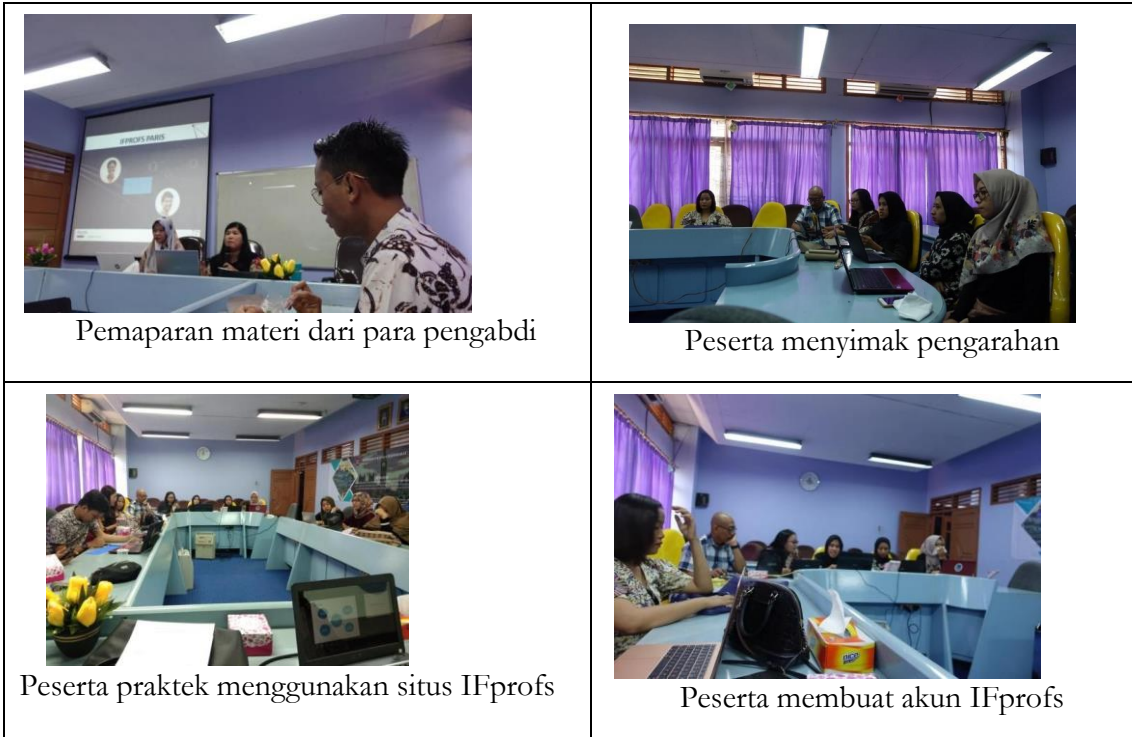 IFPROFS PARIS
Pemaparan materi dari para pengabdi
Peserta menyimak pengarahan
Peserta praktek menggunakan situs IFprofs
Peserta membuat akun IFprofs